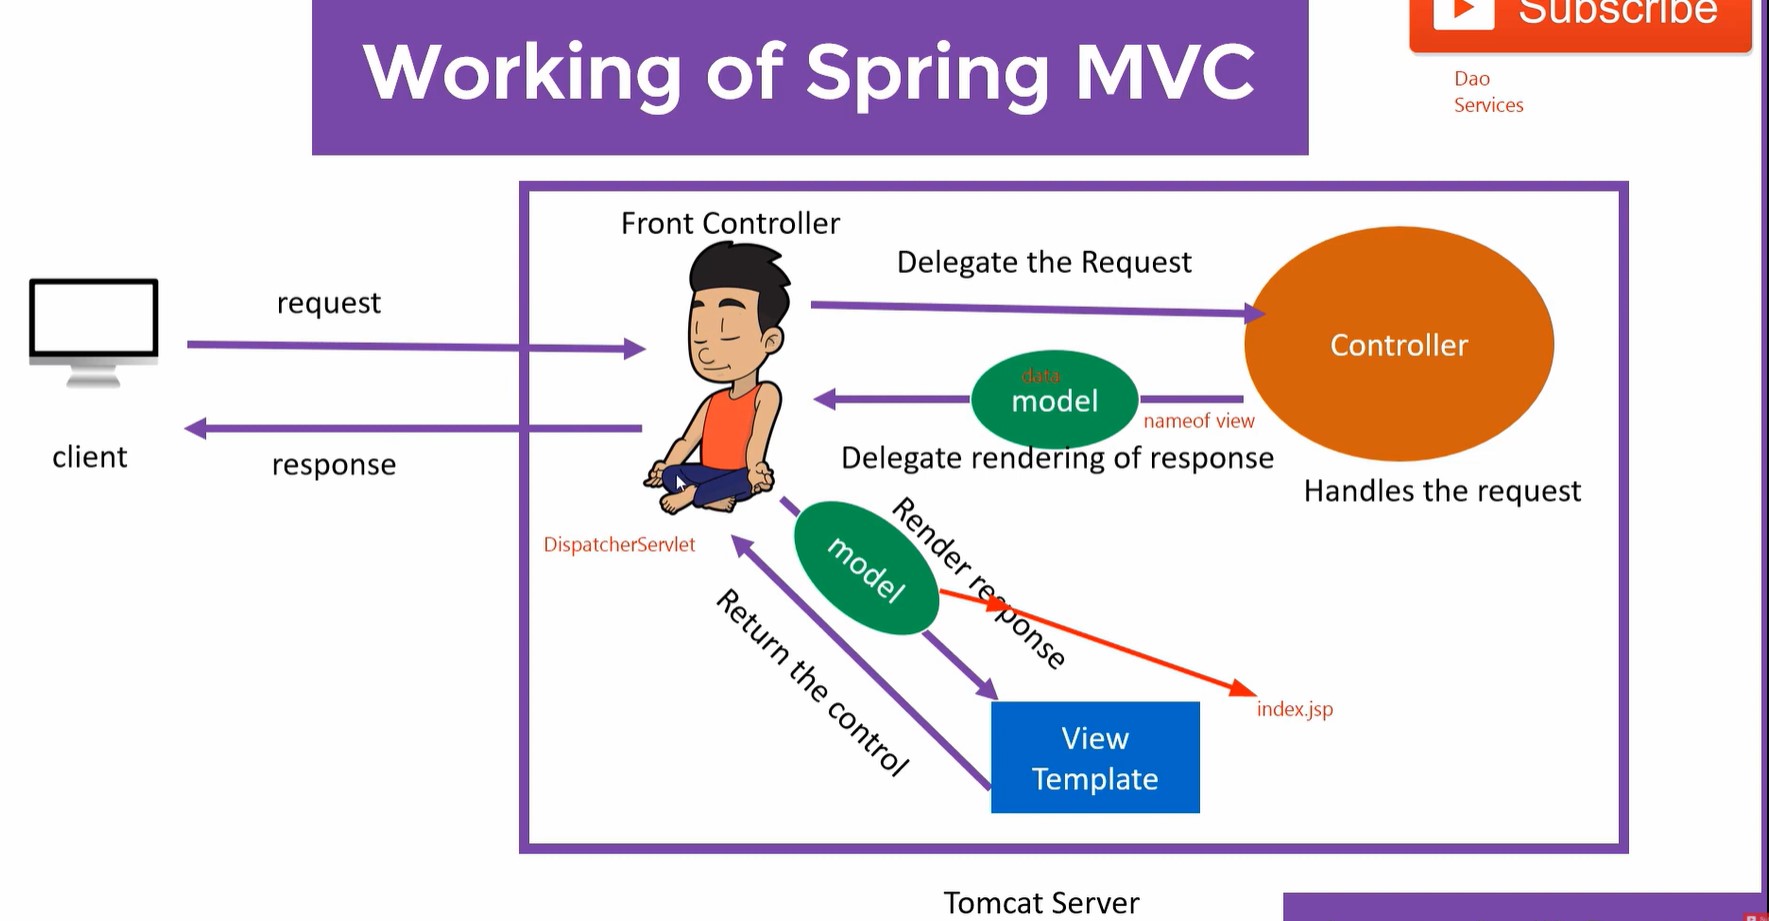 Subscribe
Working of Spring MVC
Dao
Services
Front Controller
Delegate the Request
request
Controller
data
model
nameof view
client
response
Delegate rendering of response
Handles the request
DispatcherServlet
model
Render response
Return the control
index.jsp
View
Template
Tomcat Server